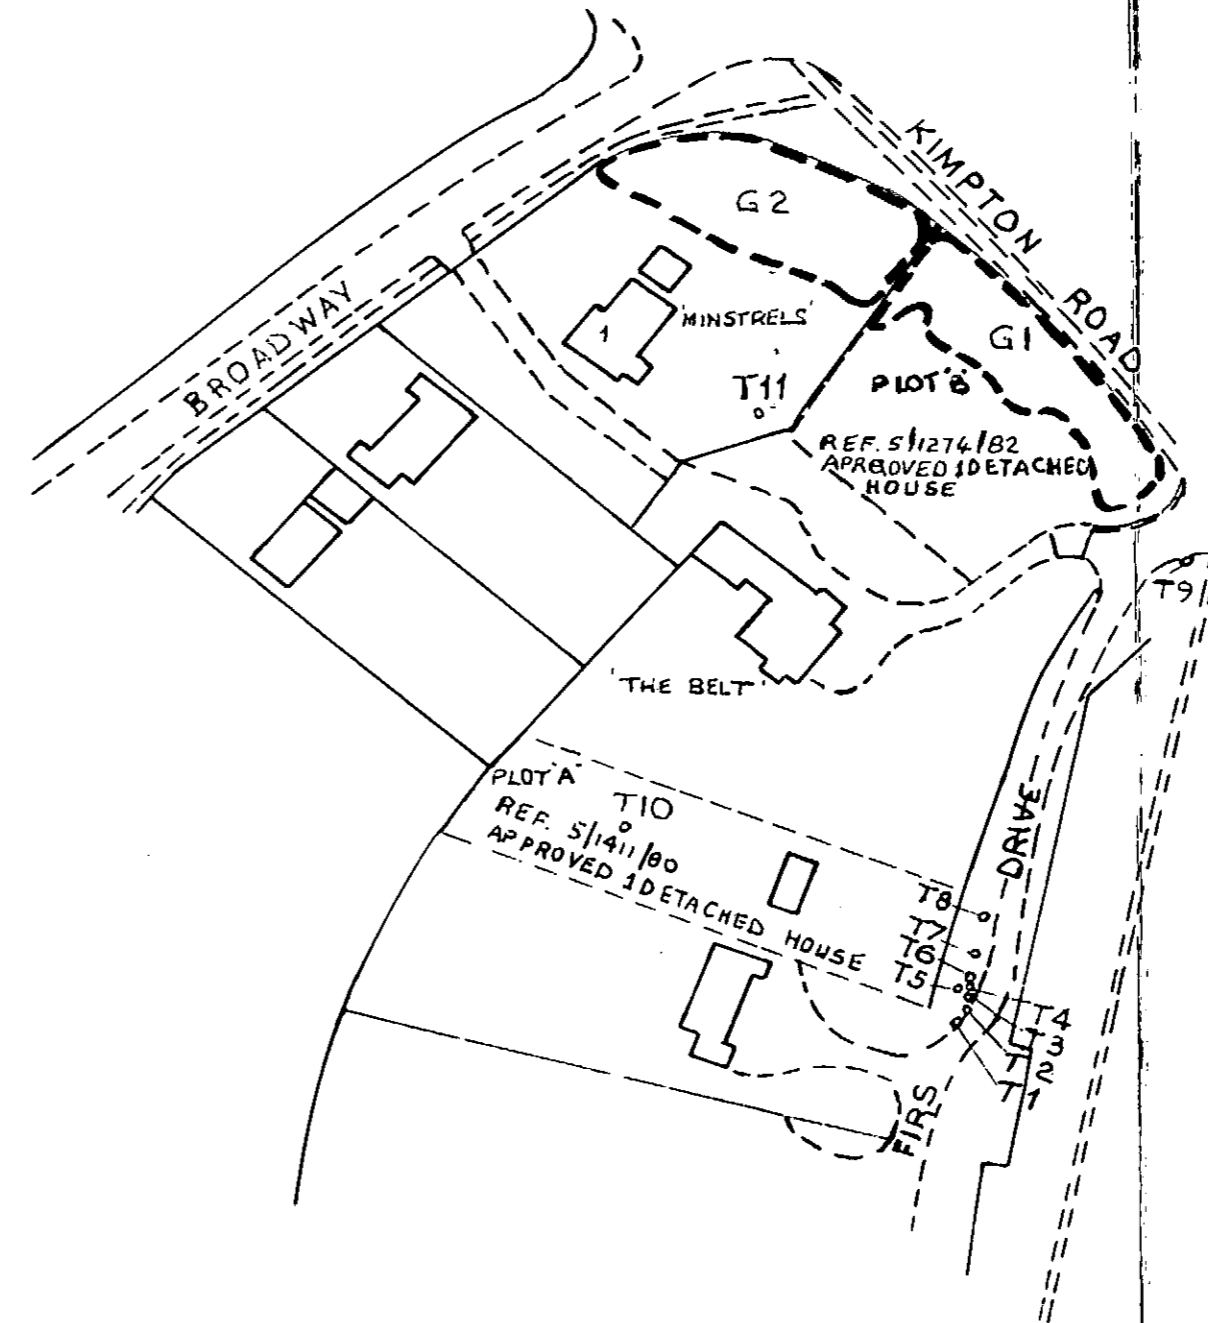 KIMPTON ROAD
BROADWAY
G2
G1
1
'MINSTRELS'
T11
PLOT 'B'
REF. 5/1274/82
APPROVED 1 DETACHED
HOUSE
T9
'THE BELT'
PLOT 'A'
T10
REF. 5/1411/80
APPROVED 1 DETACHED HOUSE
FIRS DRIVE
T8
T7
T6
T5
T4
T3
T2
T1